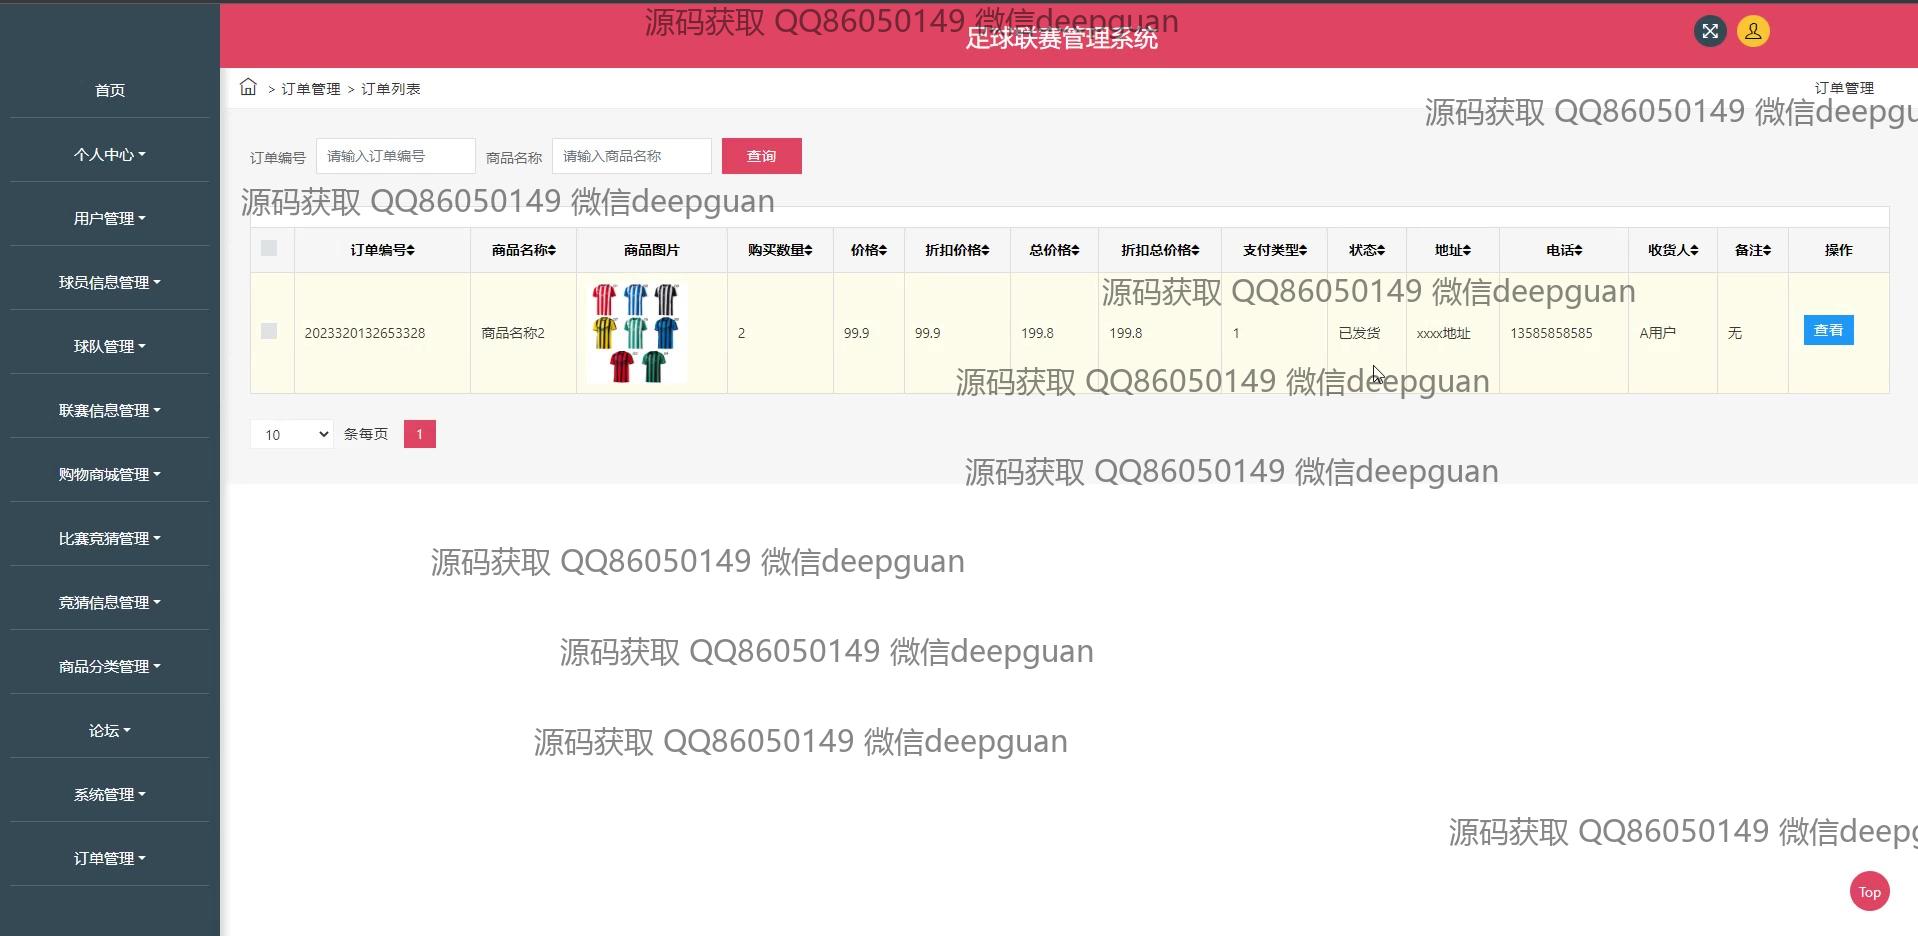 源码获取 QQ86050149 微信deepguan
足球联赛管理系统
首页
个人中心
用户管理
球员信息管理
球队管理
联赛信息管理
购物商城管理
比赛竞猜管理
竞猜信息管理
商品分类管理
论坛
系统管理
订单管理
> 订单管理 > 订单列表
订单管理
源码获取 QQ86050149 微信deepgu
订单编号 请输入订单编号 商品名称 请输入商品名称 查询
源码获取 QQ86050149 微信deepguan
订单编号 商品名称 商品图片 购买数量 价格 折扣价格 总价格 折扣总价格 支付类型 状态 地址 电话 收货人 备注 操作
源码获取 QQ86050149 微信deepguan
2023320132653328 商品名称2 2 99.9 99.9 199.8 199.8 1 已发货 xxxx地址 13585858585 A用户 无 查看
源码获取 QQ86050149 微信deepguan
10 条每页 1
源码获取 QQ86050149 微信deepguan
源码获取 QQ86050149 微信deepguan
源码获取 QQ86050149 微信deepguan
源码获取 QQ86050149 微信deepguan
源码获取 QQ86050149 微信deepg
Top